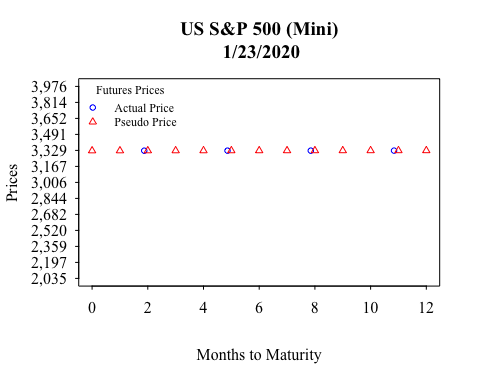 US S&P 500 (Mini)
1/23/2020
Futures Prices
Actual Price
Pseudo Price
Prices
3,976
3,814
3,652
3,491
3,329
3,167
3,006
2,844
2,682
2,520
2,359
2,197
2,035
0 2 4 6 8 10 12
Months to Maturity